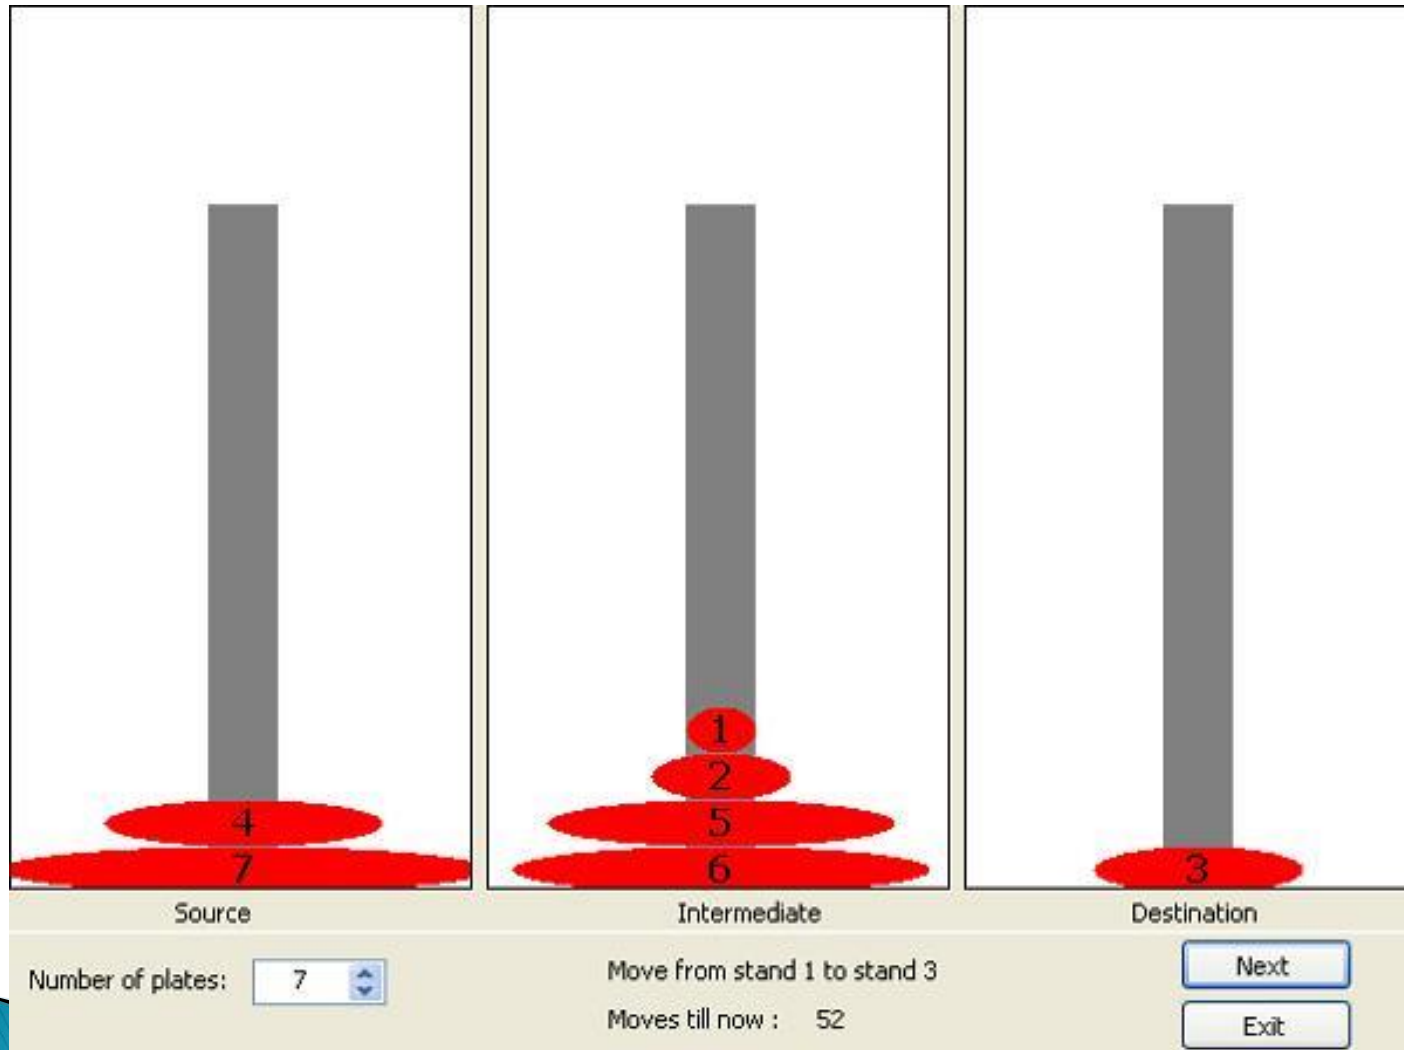 1
2
4 5
7 6 3
Source Intermediate Destination
Number of plates: 7 Move from stand 1 to stand 3 Next
Moves till now : 52 Exit